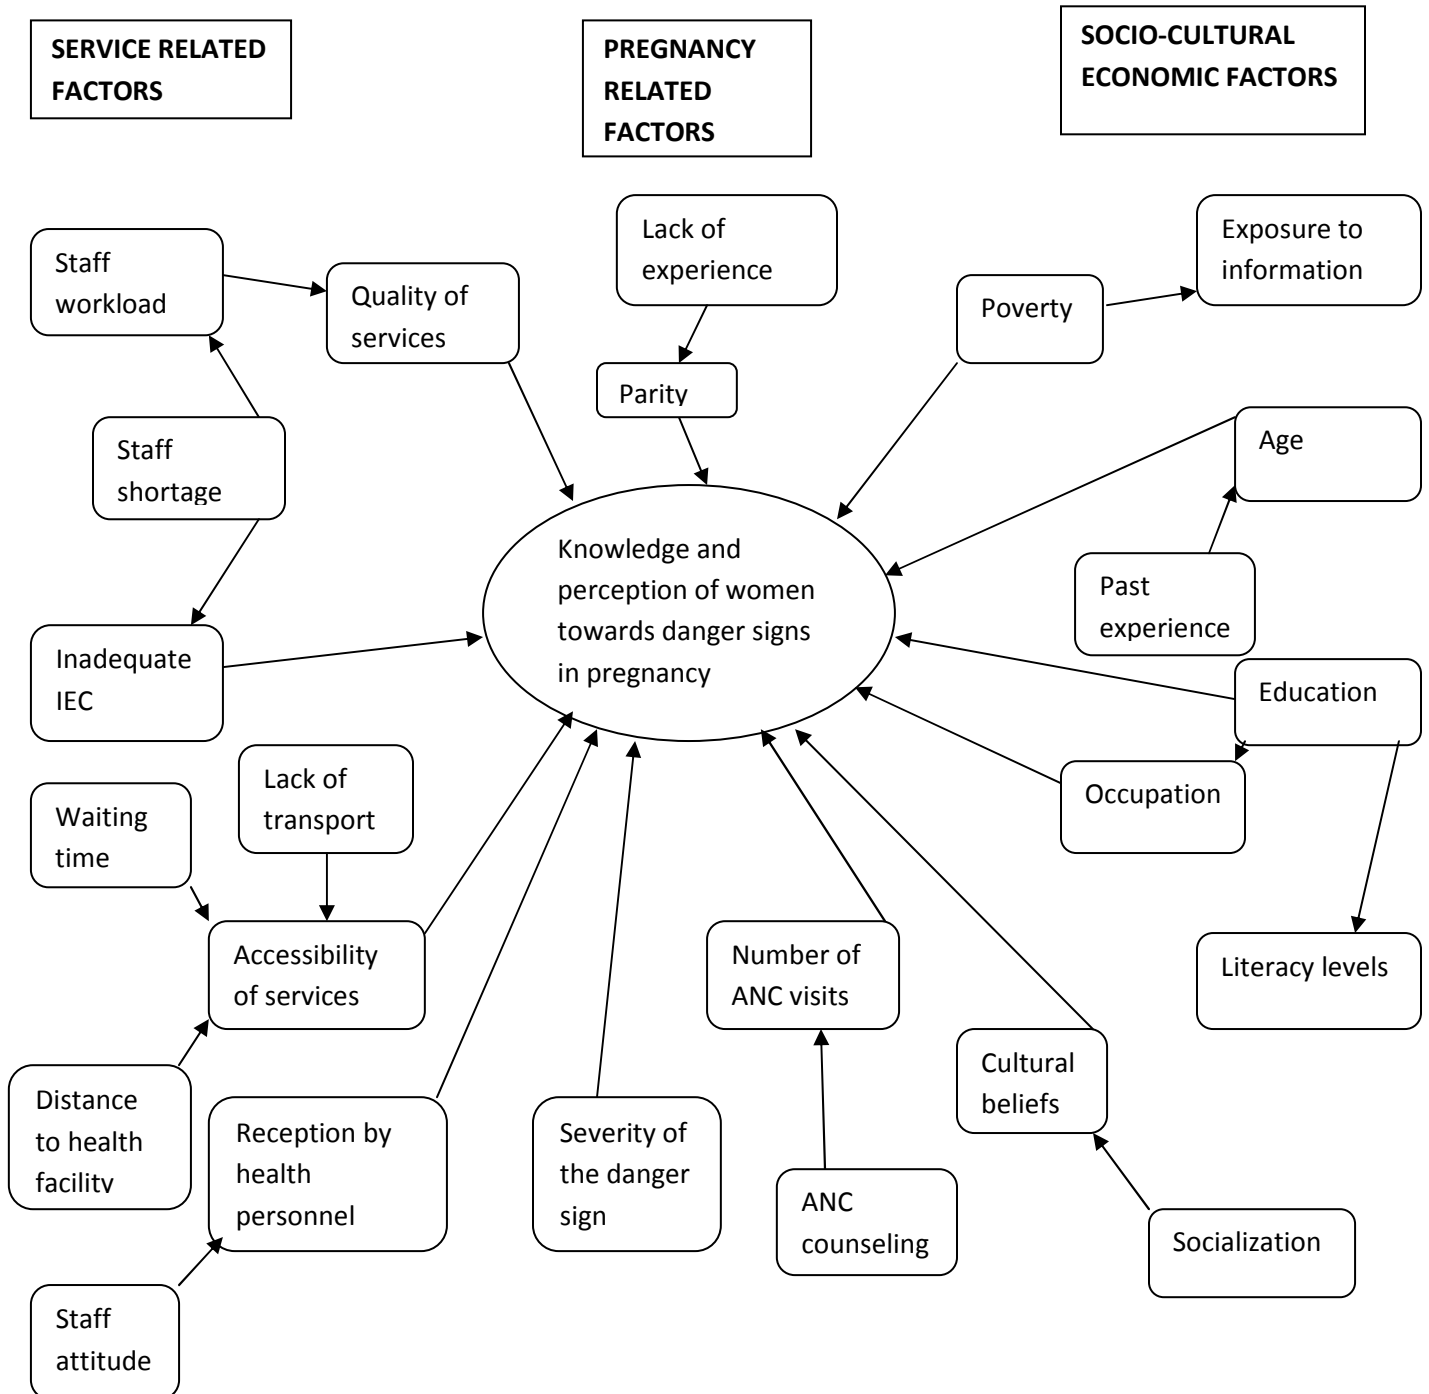 SERVICE RELATED
FACTORS
PREGNANCY
RELATED
FACTORS
SOCIO-CULTURAL
ECONOMIC FACTORS
Lack of
experience
Exposure to
information
Staff
workload
Quality of
services
Poverty
Parity
Staff
shortage
Age
Knowledge and
perception of women
towards danger signs
in pregnancy
Past
experience
Inadequate
IEC
Education
Lack of
transport
Waiting
time
Occupation
Accessibility
of services
Number of
ANC visits
Literacy levels
Cultural
beliefs
Distance
to health
facility
Reception by
health
personnel
Severity of
the danger
sign
ANC
counseling
Socialization
Staff
attitude